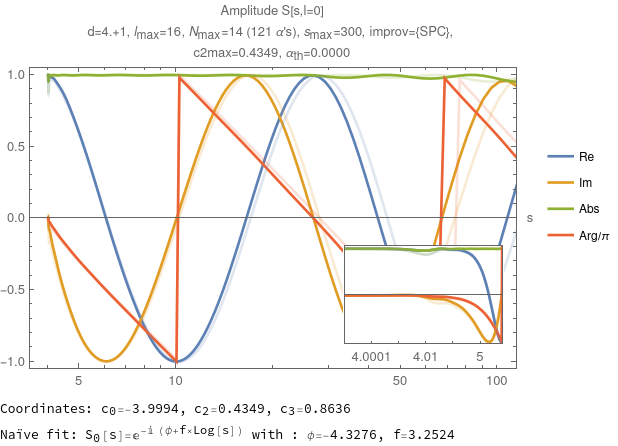 Amplitude S[s,l=0]
d=4.+1, lmax=16, Nmax=14 (121 α's), smax=300, improv={SPC},
c2max=0.4349, αth=0.0000
1.0
0.5
0.0
−0.5
−1.0
5
10
50
100
s
Re
Im
Abs
Arg/π
4.0001
4.01
5
Coordinates: c0=-3.9994, c2=0.4349, c3=0.8636
Naïve fit: S0[s]=e^-i (ϕ+f×Log[s]) with : ϕ=-4.3276, f=3.2524